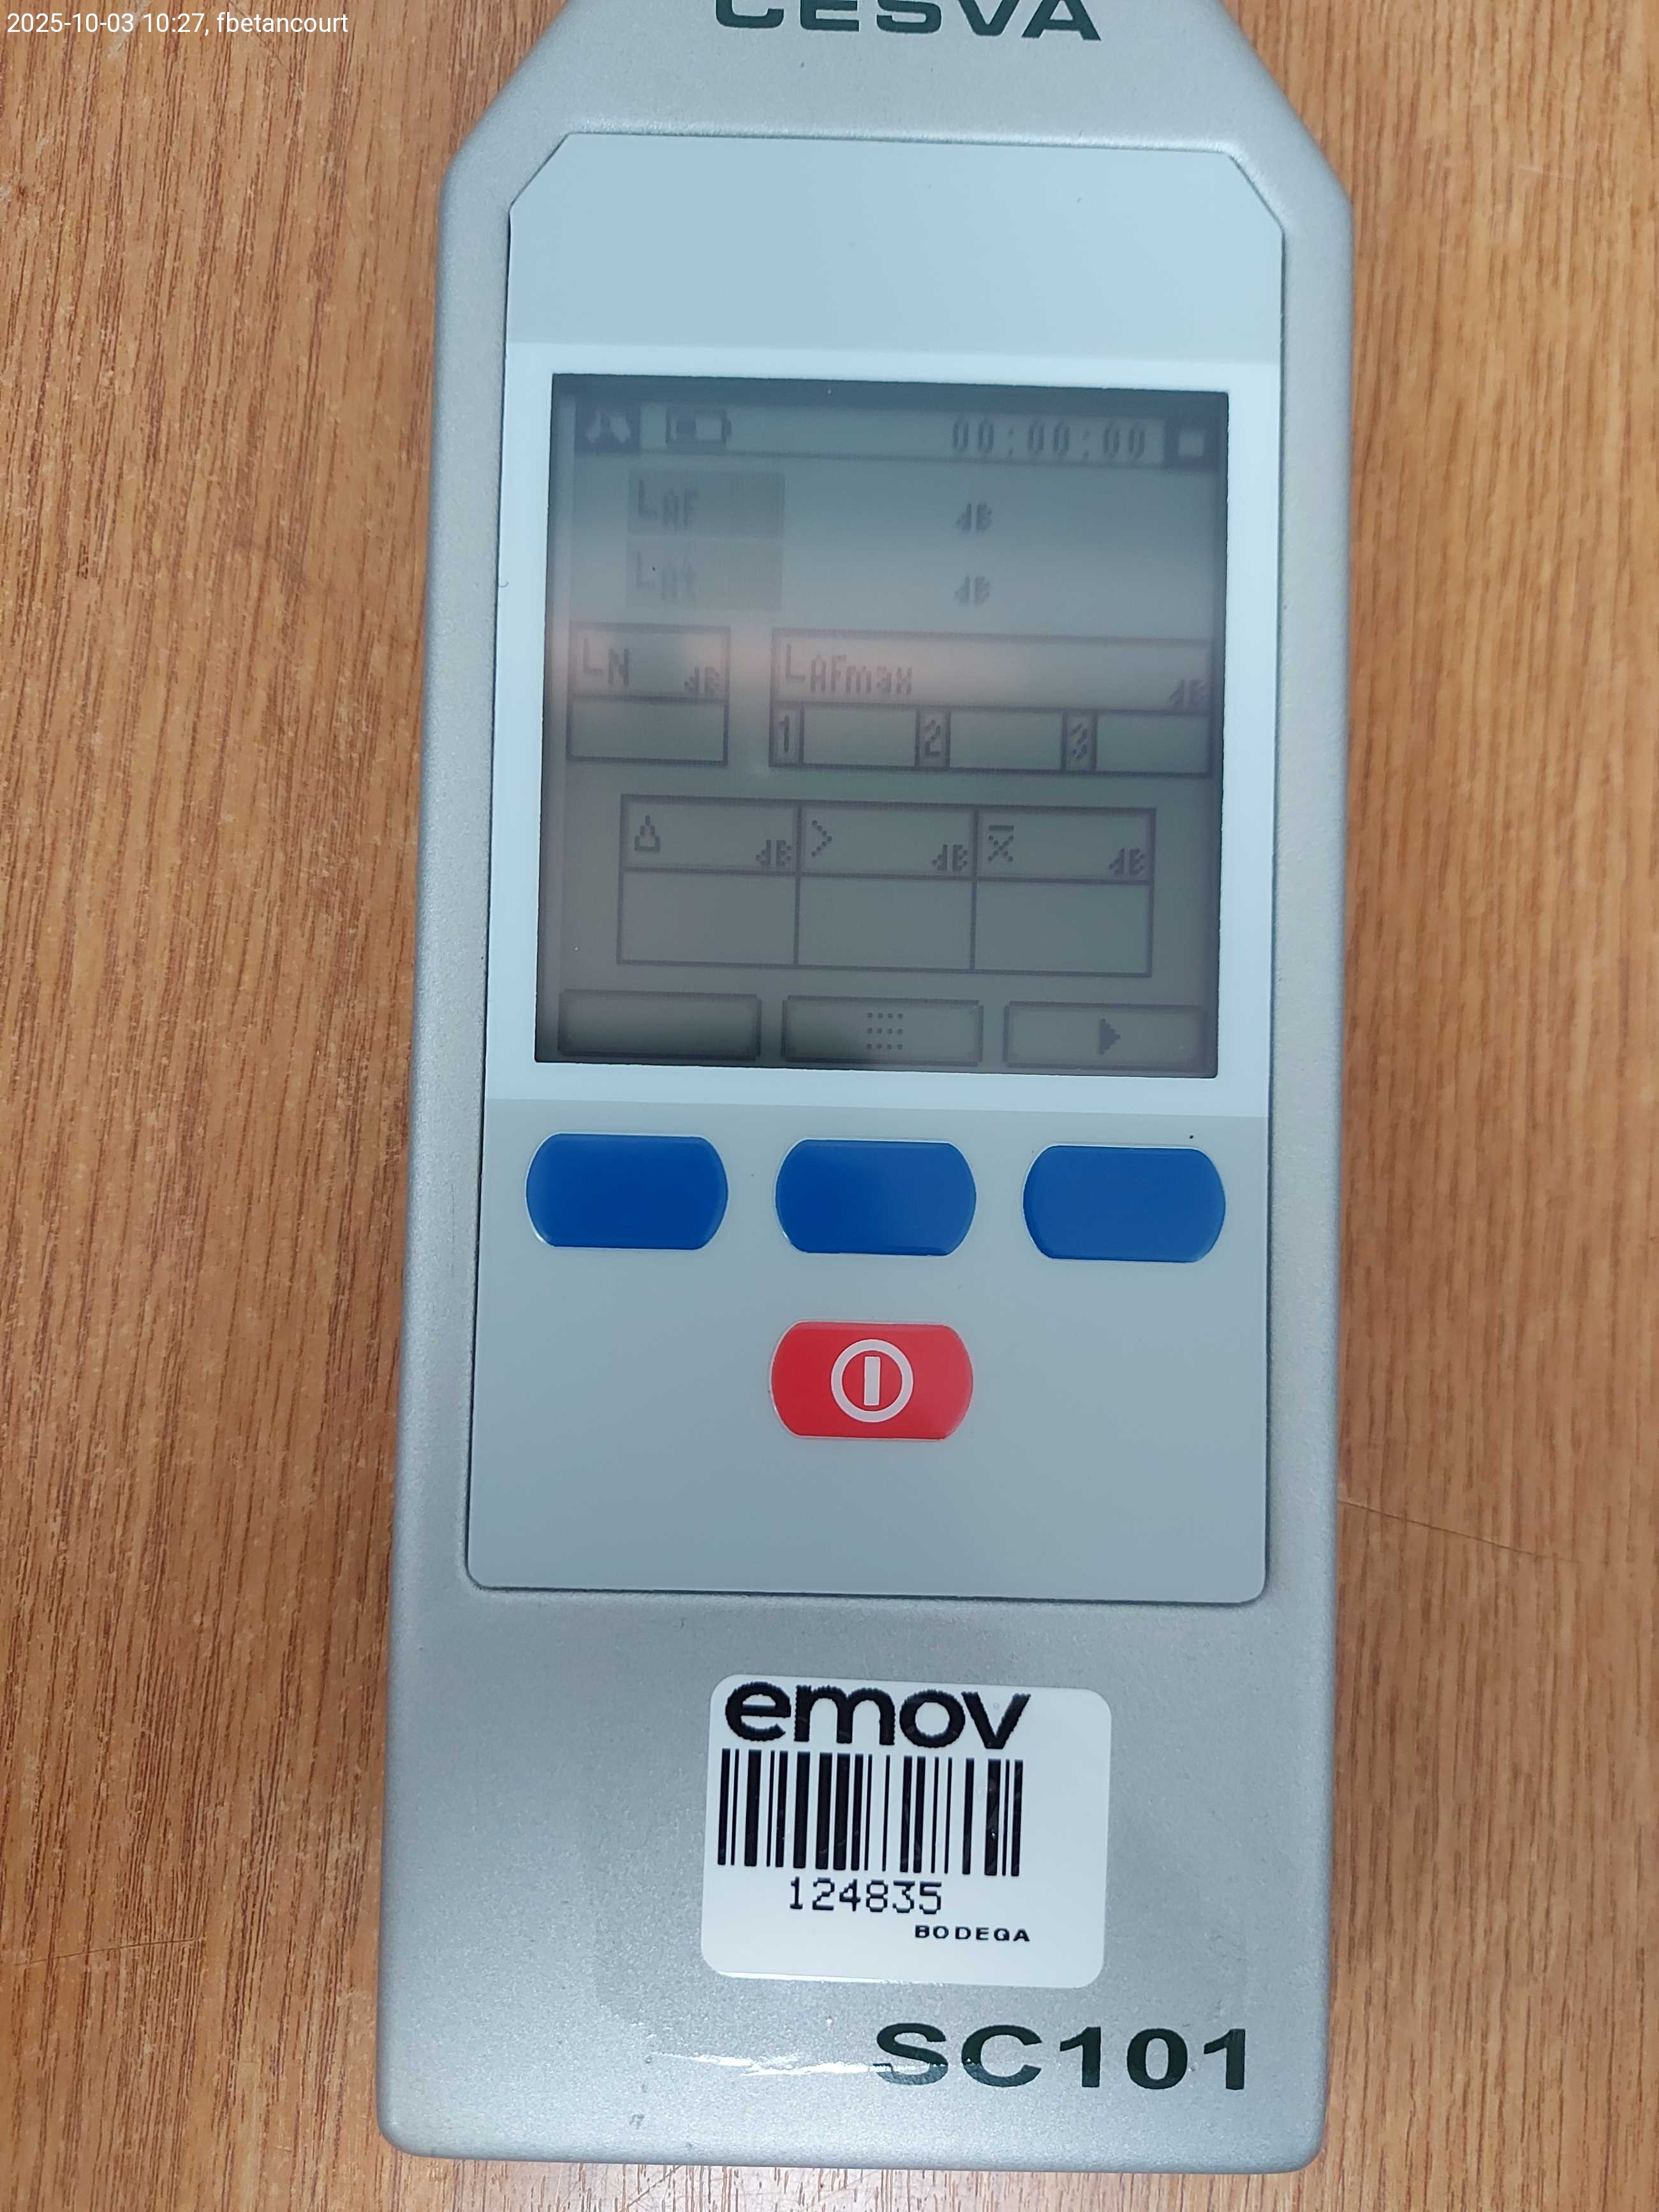 2025-10-03 10:27, fbetancourt
CESVA
00:00:00
LAF dB
LAt dB
LN dB
LAFmax dB
1 2 3
Δ dB > dB x̅ dB
emov
124835
BODEGA
SC101